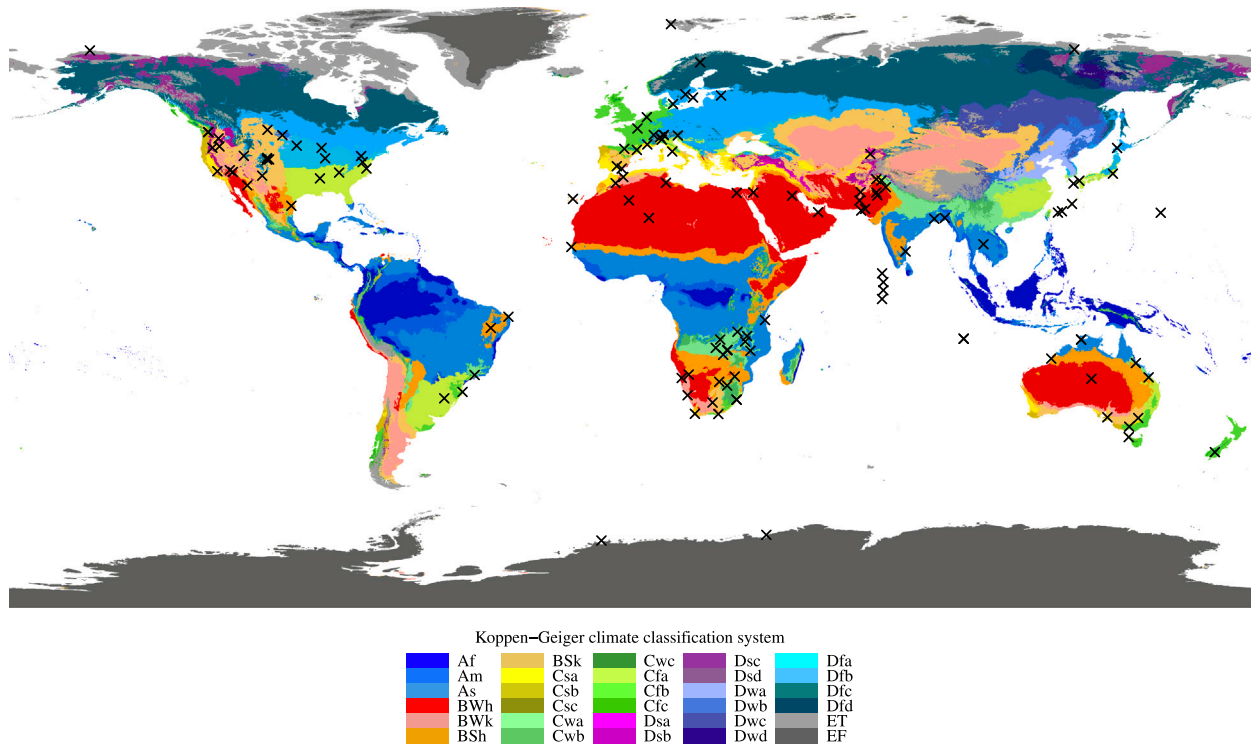 Koppen–Geiger climate classification system
Af BSk Cwc Dsc Dfa
Am Csa Cfa Dsd Dfb
As Csb Cfb Dwa Dfc
BWh Csc Cfc Dwb Dfd
BWk Cwa Dsa Dwc ET
BSh Cwb Dsb Dwd EF